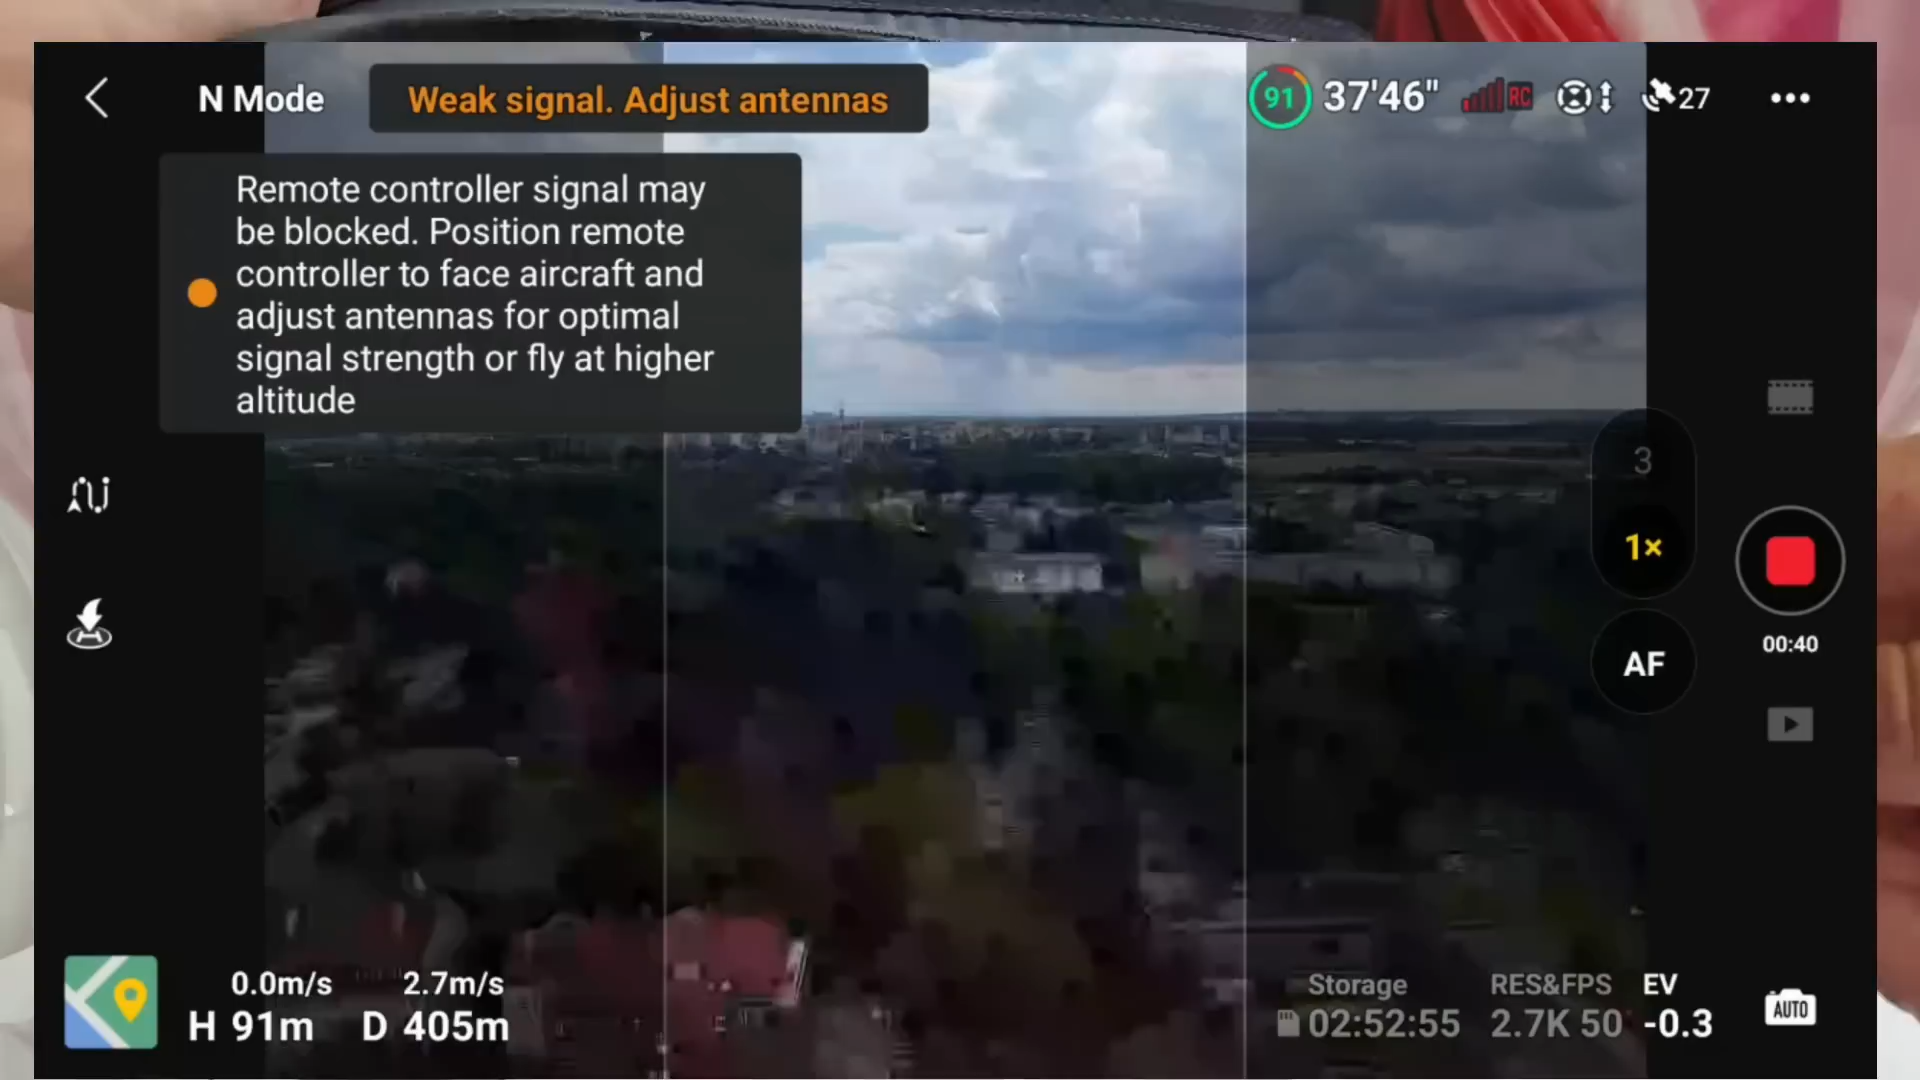 N Mode
Weak signal. Adjust antennas
91
37'46"
RC
27
Remote controller signal may
be blocked. Position remote
controller to face aircraft and
adjust antennas for optimal
signal strength or fly at higher
altitude
3
1×
AF
00:40
0.0m/s 2.7m/s
H 91m D 405m
Storage RES&FPS EV
02:52:55 2.7K 50 -0.3
AUTO